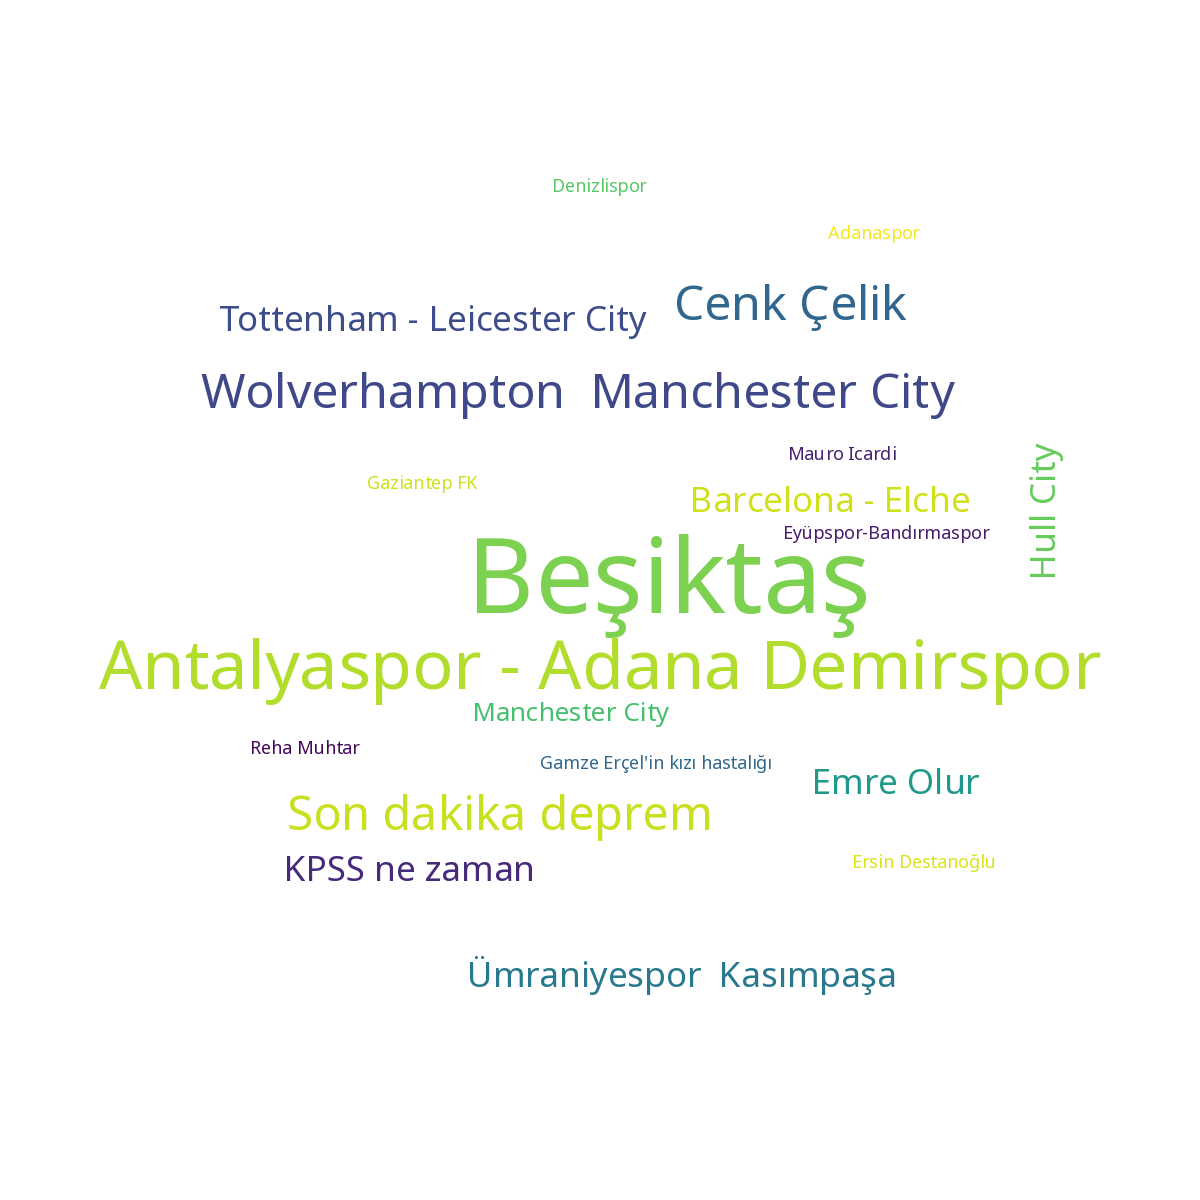 Denizlispor
Adanaspor
Cenk Çelik
Tottenham - Leicester City
Wolverhampton  Manchester City
Mauro Icardi
Gaziantep FK
Barcelona - Elche
Hull City
Eyüpspor-Bandırmaspor
Beşiktaş
Antalyaspor - Adana Demirspor
Manchester City
Reha Muhtar
Gamze Erçel'in kızı hastalığı
Emre Olur
Son dakika deprem
KPSS ne zaman
Ersin Destanoğlu
Ümraniyespor  Kasımpaşa